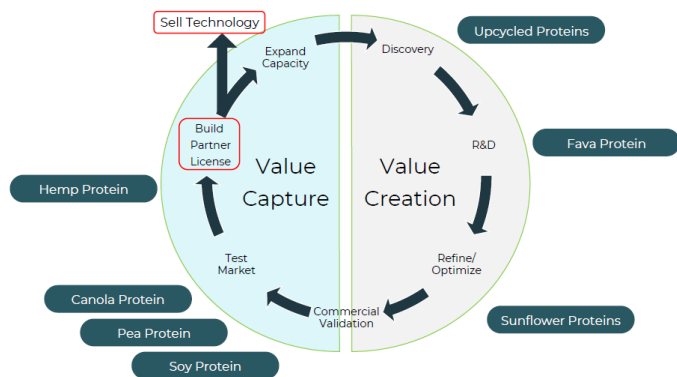 Sell Technology
Expand
Capacity
Discovery
Upcycled Proteins
Build
Partner
License
R&D
Fava Protein
Value
Capture
Value
Creation
Hemp Protein
Test
Market
Refine/
Optimize
Canola Protein
Commercial
Validation
Sunflower Proteins
Pea Protein
Soy Protein